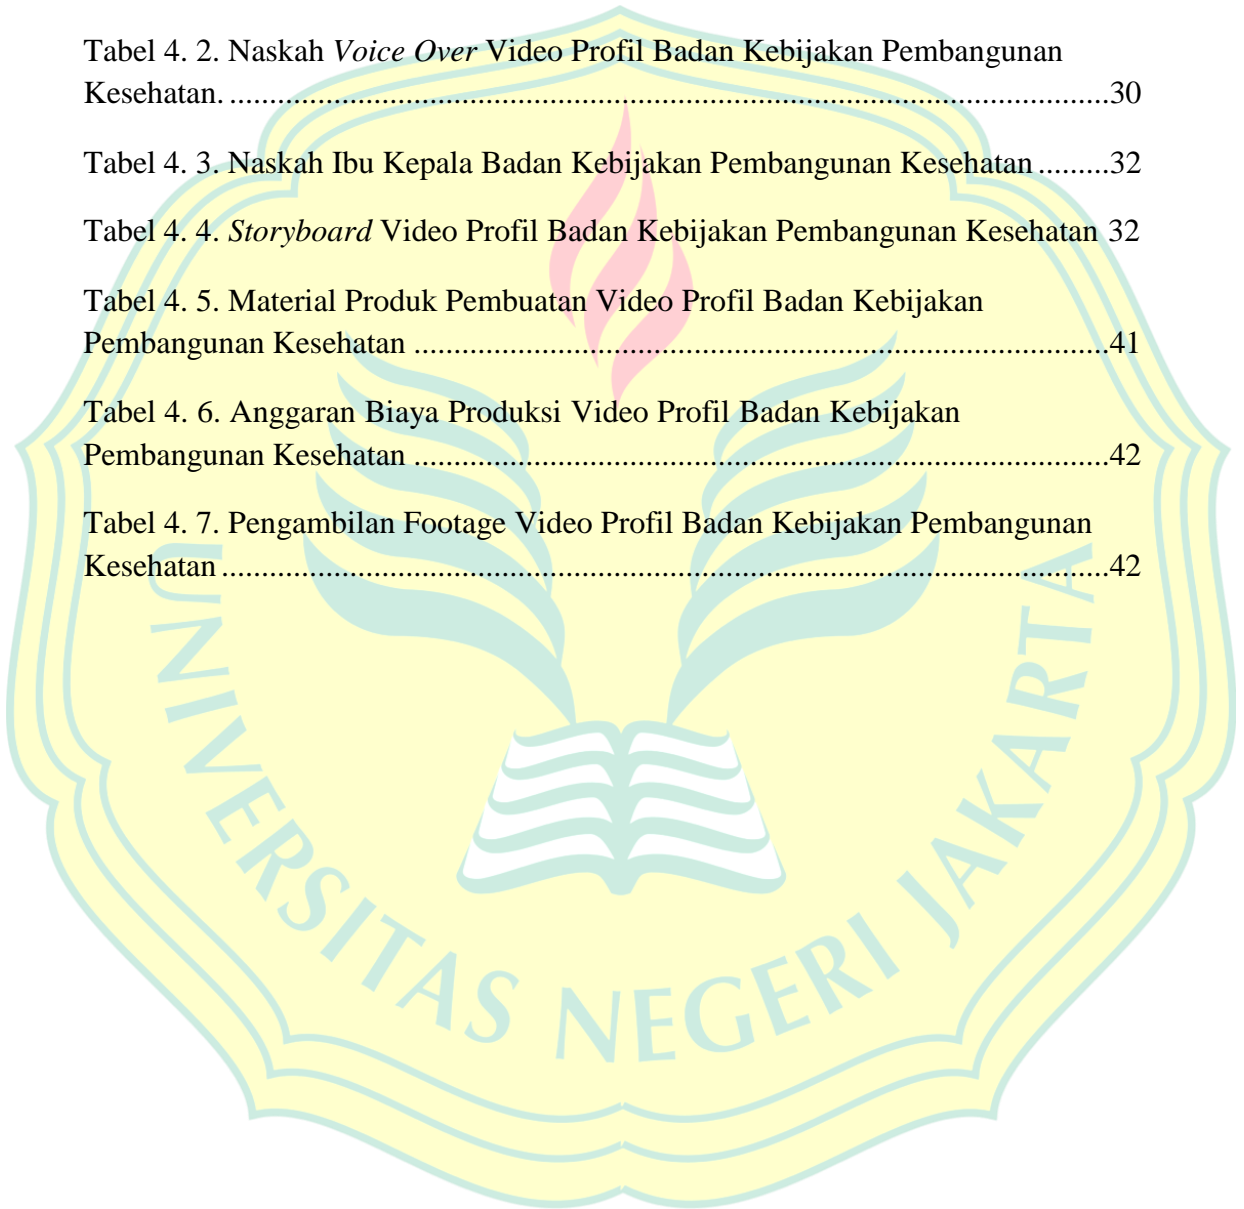 Tabel 4. 2. Naskah Voice Over Video Profil Badan Kebijakan Pembangunan
Kesehatan. ..............................................................................................................30
Tabel 4. 3. Naskah Ibu Kepala Badan Kebijakan Pembangunan Kesehatan .........32
Tabel 4. 4. Storyboard Video Profil Badan Kebijakan Pembangunan Kesehatan 32
Tabel 4. 5. Material Produk Pembuatan Video Profil Badan Kebijakan
Pembangunan Kesehatan .......................................................................................41
Tabel 4. 6. Anggaran Biaya Produksi Video Profil Badan Kebijakan
Pembangunan Kesehatan .......................................................................................42
Tabel 4. 7. Pengambilan Footage Video Profil Badan Kebijakan Pembangunan
Kesehatan ...............................................................................................................42
UNIVERSITAS NEGERI JAKARTA